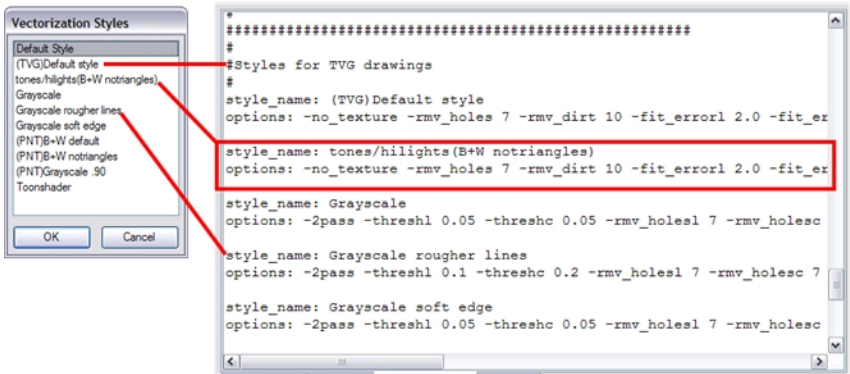 Vectorization Styles
Default Style
(TVG)Default style
tones/hilights(B+W notriangles)
Grayscale
Grayscale rougher lines
Grayscale soft edge
(PNT)B+W default
(PNT)B+W notriangles
(PNT)Grayscale .90
Toonshader
OK
Cancel
#
#########################################################
#
#Styles for TVG drawings
#
style_name: (TVG)Default style
options: -no_texture -rmv_holes 7 -rmv_dirt 10 -fit_errorl 2.0 -fit_er
style_name: tones/hilights(B+W notriangles)
options: -no_texture -rmv_holes 7 -rmv_dirt 10 -fit_errorl 2.0 -fit_er
style_name: Grayscale
options: -2pass -threshl 0.05 -threshc 0.05 -rmv_holesl 7 -rmv_holesc
style_name: Grayscale rougher lines
options: -2pass -threshl 0.1 -threshc 0.2 -rmv_holesl 7 -rmv_holesc 7
style_name: Grayscale soft edge
options: -2pass -threshl 0.05 -threshc 0.05 -rmv_holesl 7 -rmv_holesc